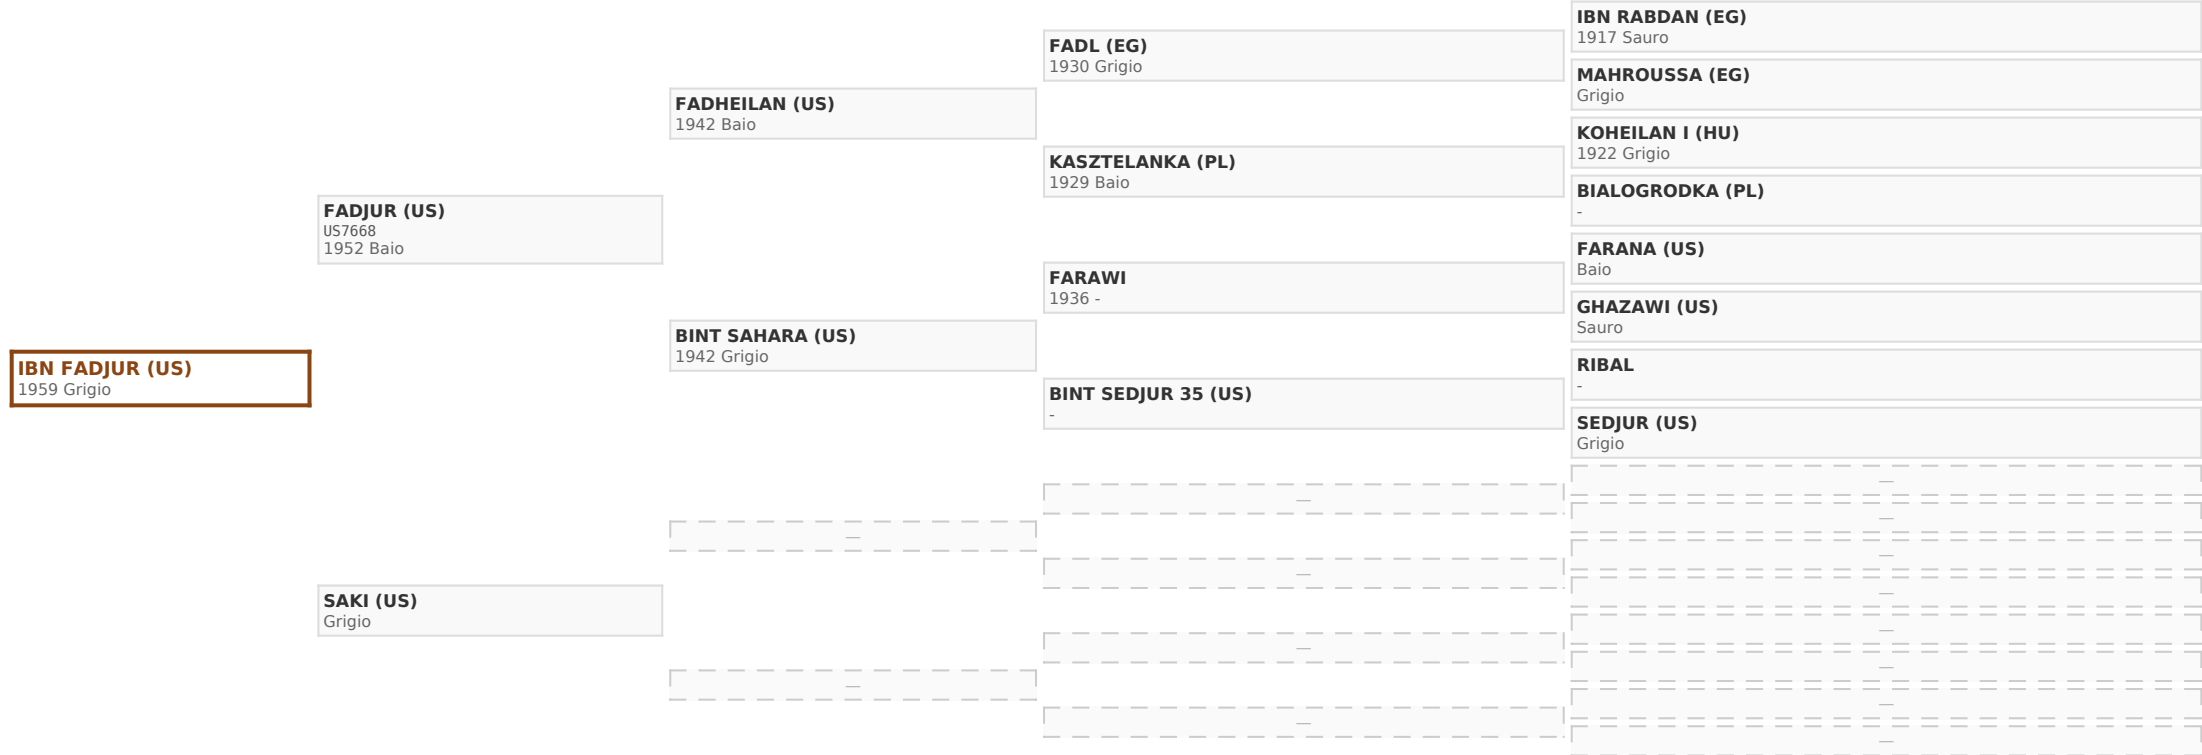 IBN FADJUR (US)
1959 Grigio
FADJUR (US)
US7668
1952 Baio
SAKI (US)
Grigio
FADHEILAN (US)
1942 Baio
BINT SAHARA (US)
1942 Grigio
—
—
FADL (EG)
1930 Grigio
KASZTELANKA (PL)
1929 Baio
FARAWI
1936 -
BINT SEDJUR 35 (US)
-
—
—
—
—
IBN RABDAN (EG)
1917 Sauro
MAHROUSSA (EG)
Grigio
KOHEILAN I (HU)
1922 Grigio
BIALOGRODKA (PL)
-
FARANA (US)
Baio
GHAZAWI (US)
Sauro
RIBAL
-
SEDJUR (US)
Grigio
—
—
—
—
—
—
—
—